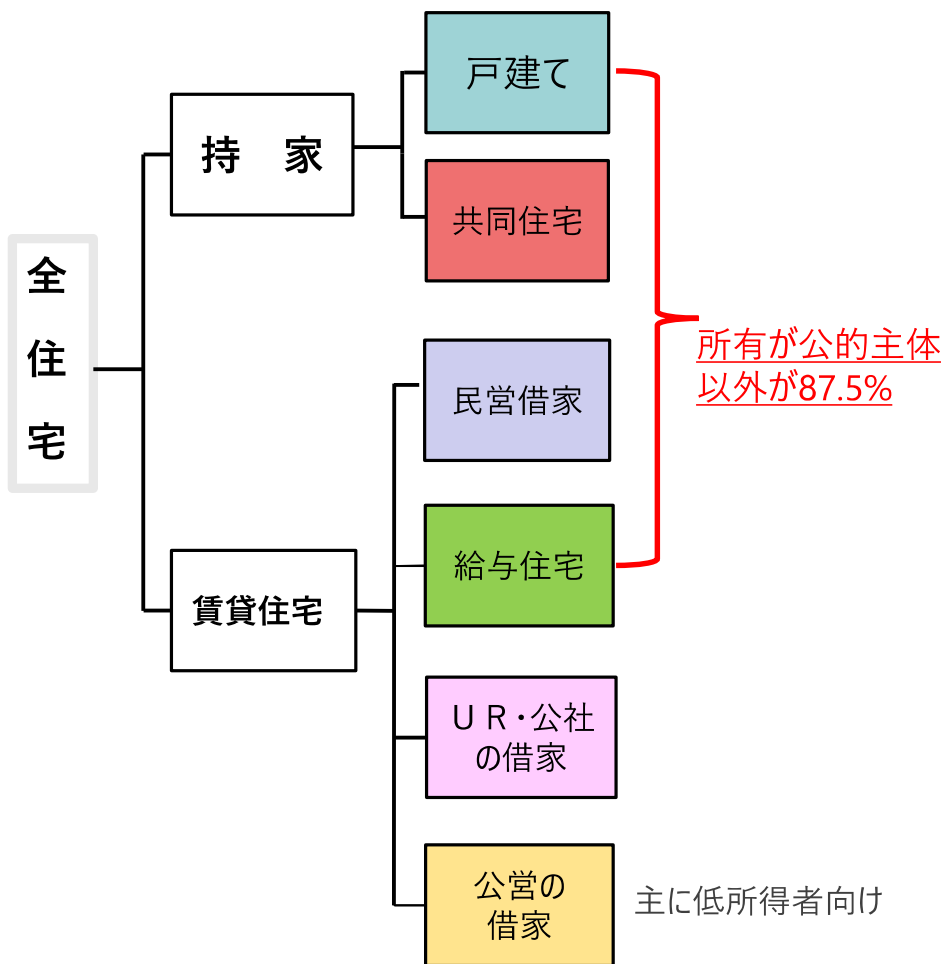 全住宅
持　家
戸建て
共同住宅
賃貸住宅
民営借家
給与住宅
ＵＲ・公社
の借家
公営の
借家
所有が公的主体
以外が87.5%
主に低所得者向け